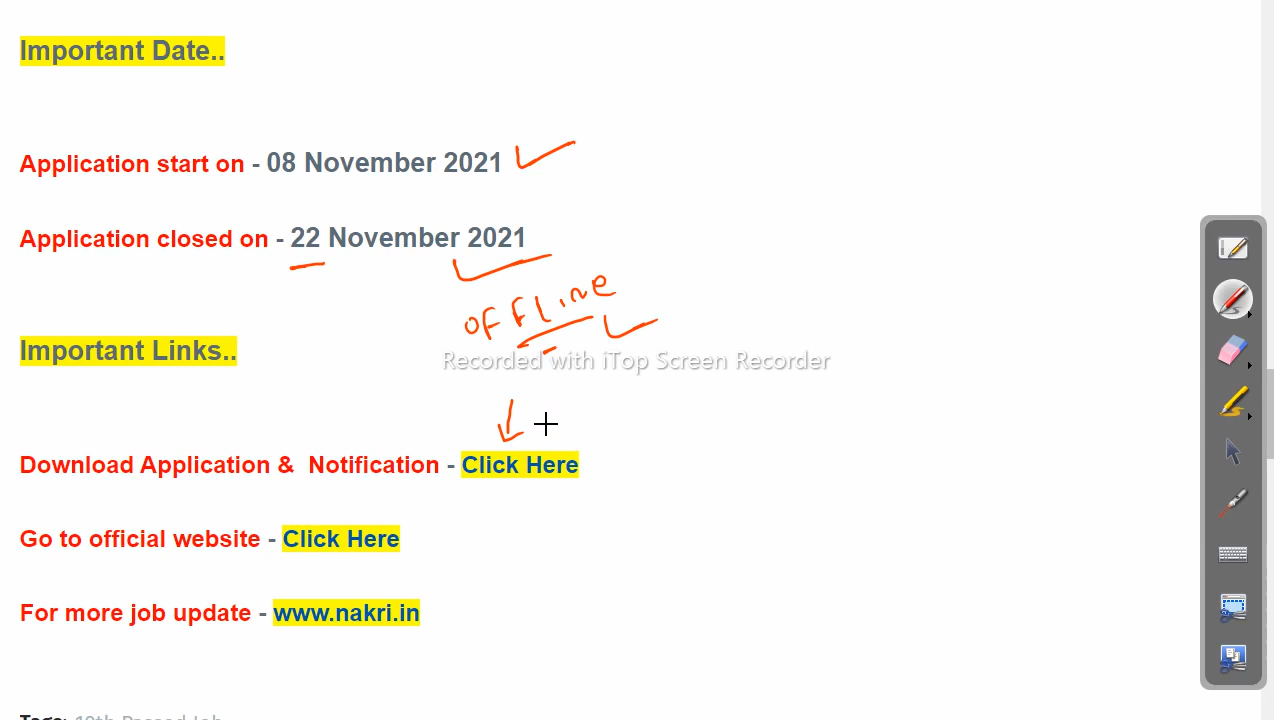 Important Date..
Application start on - 08 November 2021
Application closed on - 22 November 2021
OFFLINE
Important Links..
Recorded with iTop Screen Recorder
Download Application & Notification - Click Here
Go to official website - Click Here
For more job update - www.nakri.in